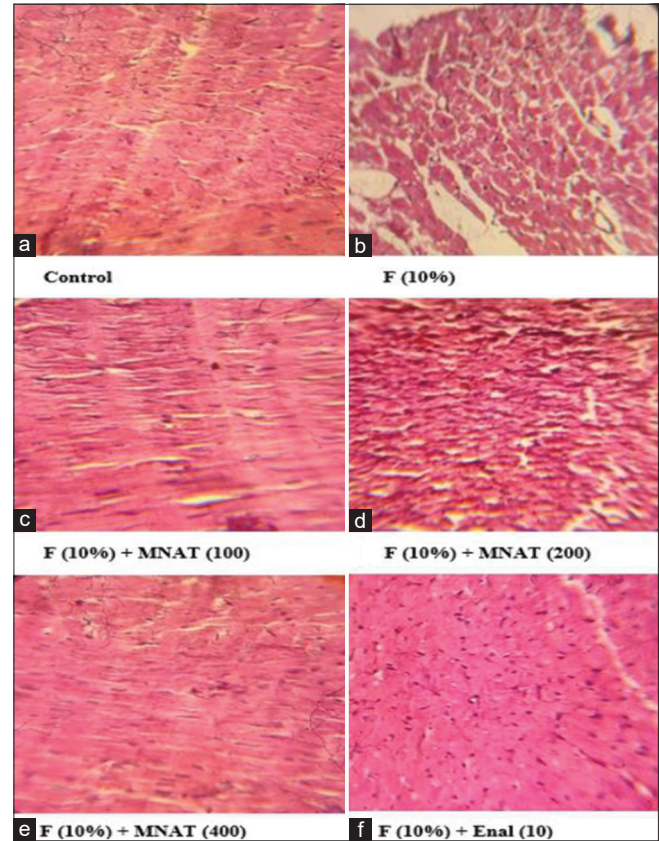 a
b
Control
F (10%)
c
d
F (10%) + MNAT (100)
F (10%) + MNAT (200)
e
f
F (10%) + MNAT (400)
F (10%) + Enal (10)